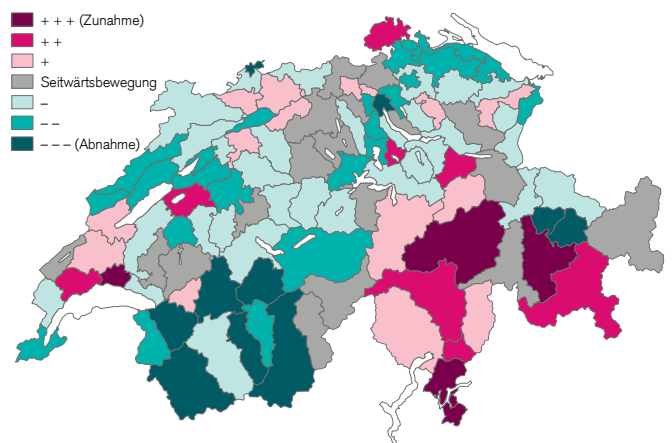 + + + (Zunahme)
+ +
+
Seitwärtsbewegung
–
– –
– – – (Abnahme)